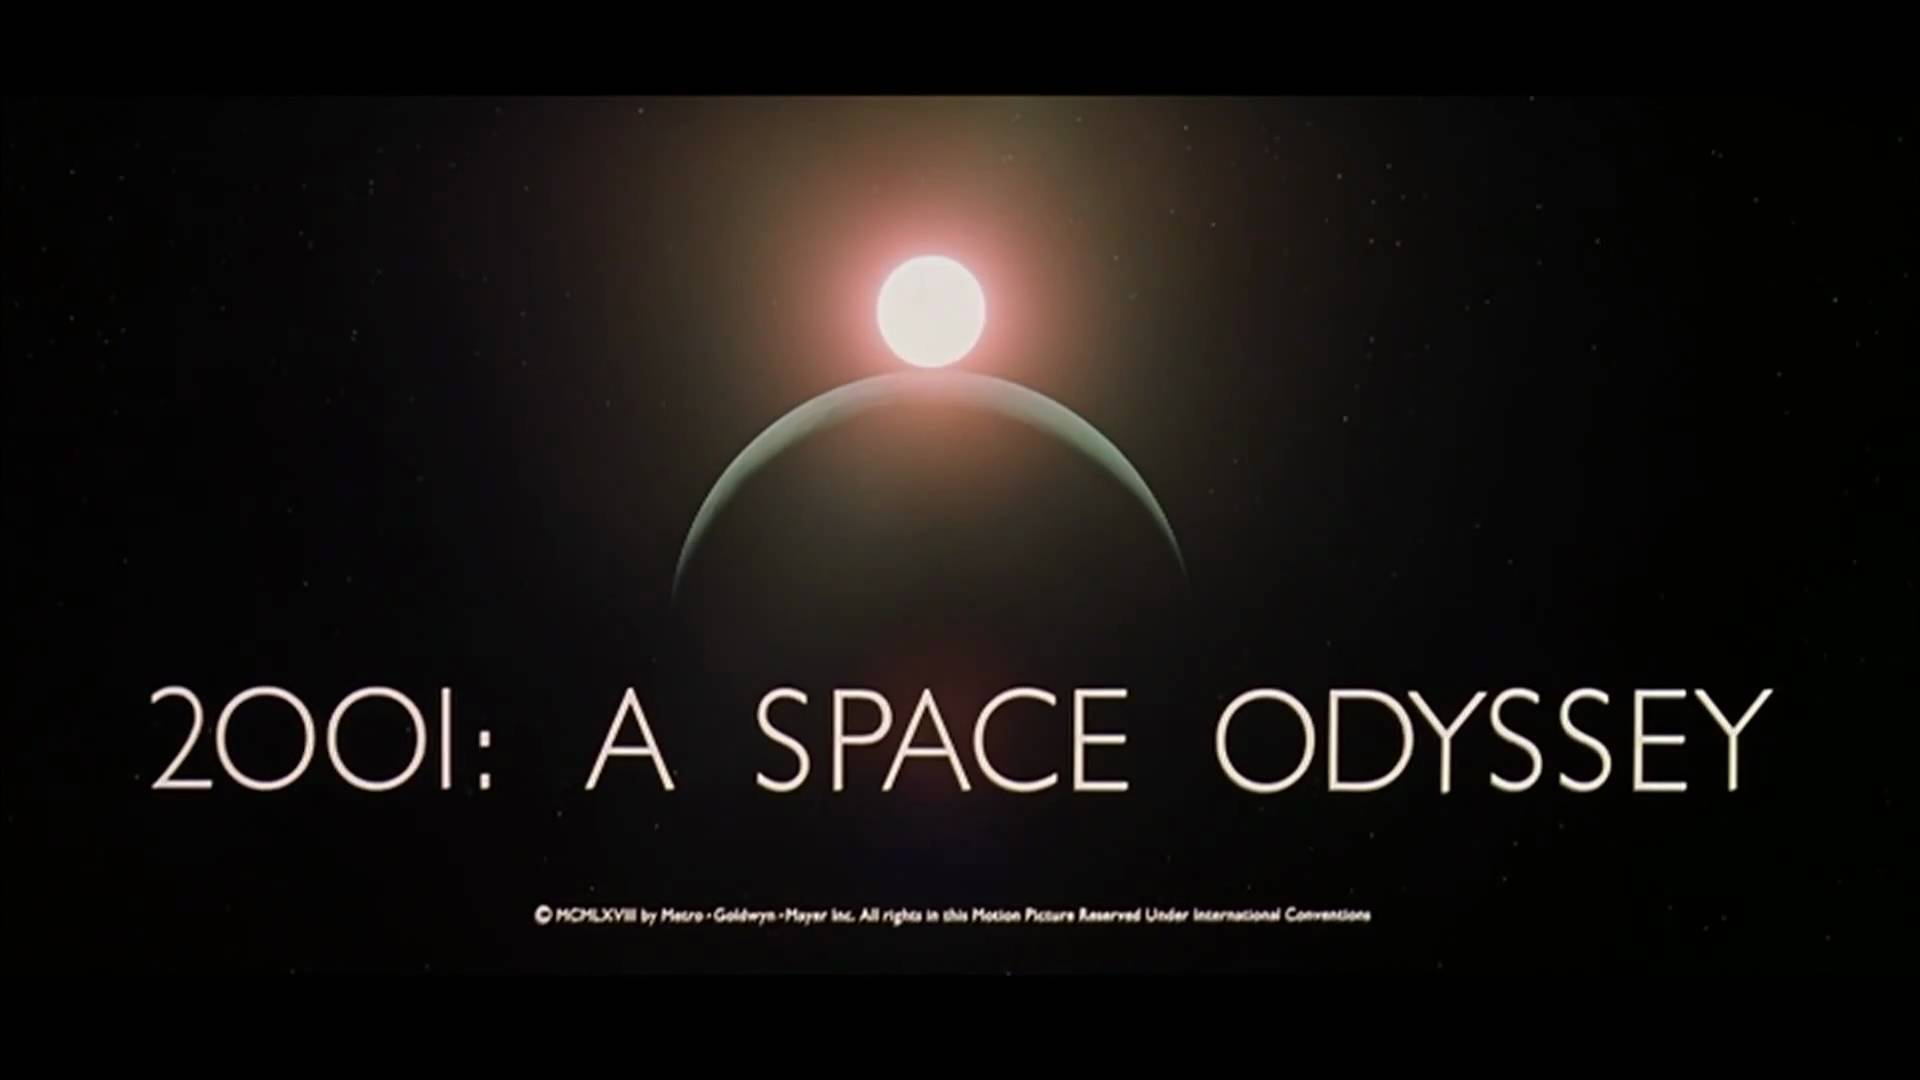 2001: A SPACE ODYSSEY
© MCMLXVIII by Metro-Goldwyn-Mayer Inc. All rights in this Motion Picture Reserved Under International Conventions